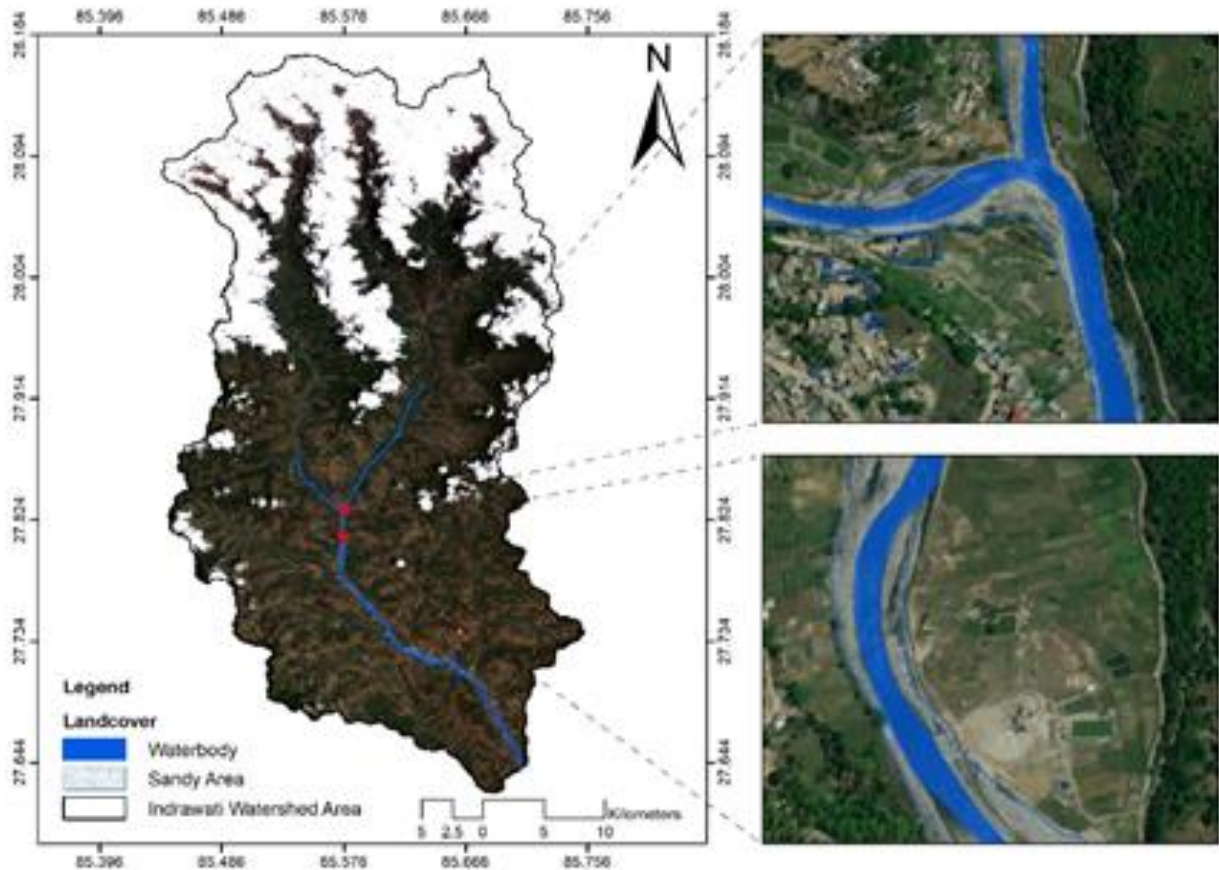 85.396 85.486 85.576 85.666 85.756
28.184 28.184
N
28.094 28.094
28.004 28.004
27.914 27.914
27.824 27.824
27.734 27.734
Legend
Landcover
Waterbody
27.644 27.644
Sandy Area
Indrawati Watershed Area
Kilometers
5 2.5 0 5 10
85.396 85.486 85.576 85.666 85.756